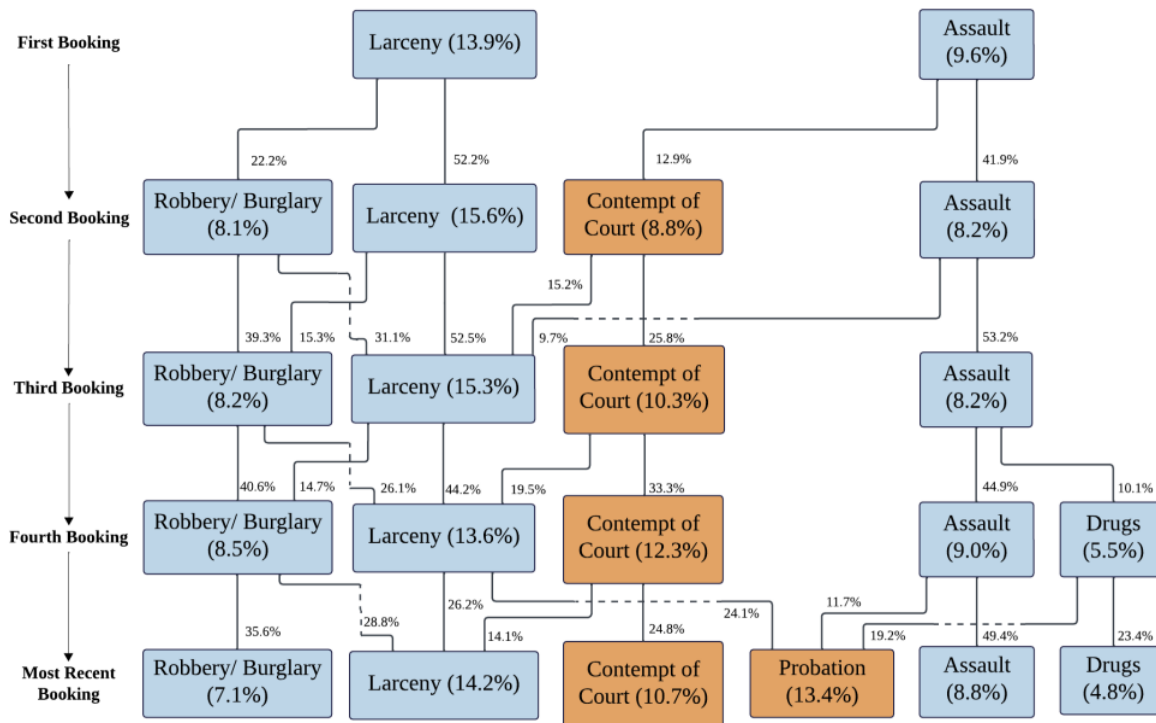 First Booking
Larceny (13.9%)
Assault
(9.6%)
22.2%
52.2%
12.9%
41.9%
Second Booking
Robbery/ Burglary
(8.1%)
Larceny (15.6%)
Contempt of
Court (8.8%)
Assault
(8.2%)
15.2%
39.3%
15.3%
31.1%
52.5%
9.7%
25.8%
53.2%
Third Booking
Robbery/ Burglary
(8.2%)
Larceny (15.3%)
Contempt of
Court (10.3%)
Assault
(8.2%)
40.6%
14.7%
26.1%
44.2%
19.5%
33.3%
44.9%
10.1%
Fourth Booking
Robbery/ Burglary
(8.5%)
Larceny (13.6%)
Contempt of
Court (12.3%)
Assault
(9.0%)
Drugs
(5.5%)
35.6%
28.8%
26.2%
14.1%
24.8%
24.1%
11.7%
19.2%
49.4%
23.4%
Most Recent
Booking
Robbery/ Burglary
(7.1%)
Larceny (14.2%)
Contempt of
Court (10.7%)
Probation
(13.4%)
Assault
(8.8%)
Drugs
(4.8%)